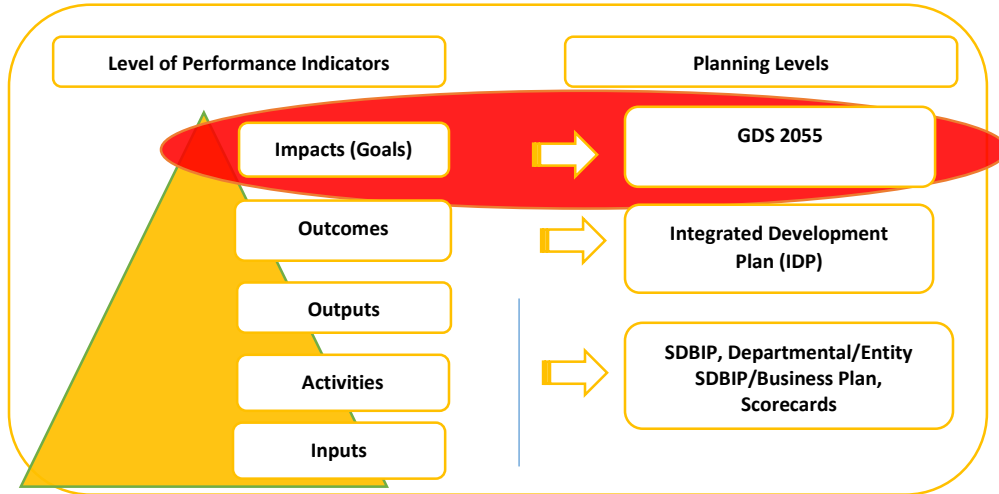 Level of Performance Indicators
Planning Levels
Impacts (Goals)
GDS 2055
Outcomes
Integrated Development
Plan (IDP)
Outputs
Activities
SDBIP, Departmental/Entity
SDBIP/Business Plan,
Scorecards
Inputs